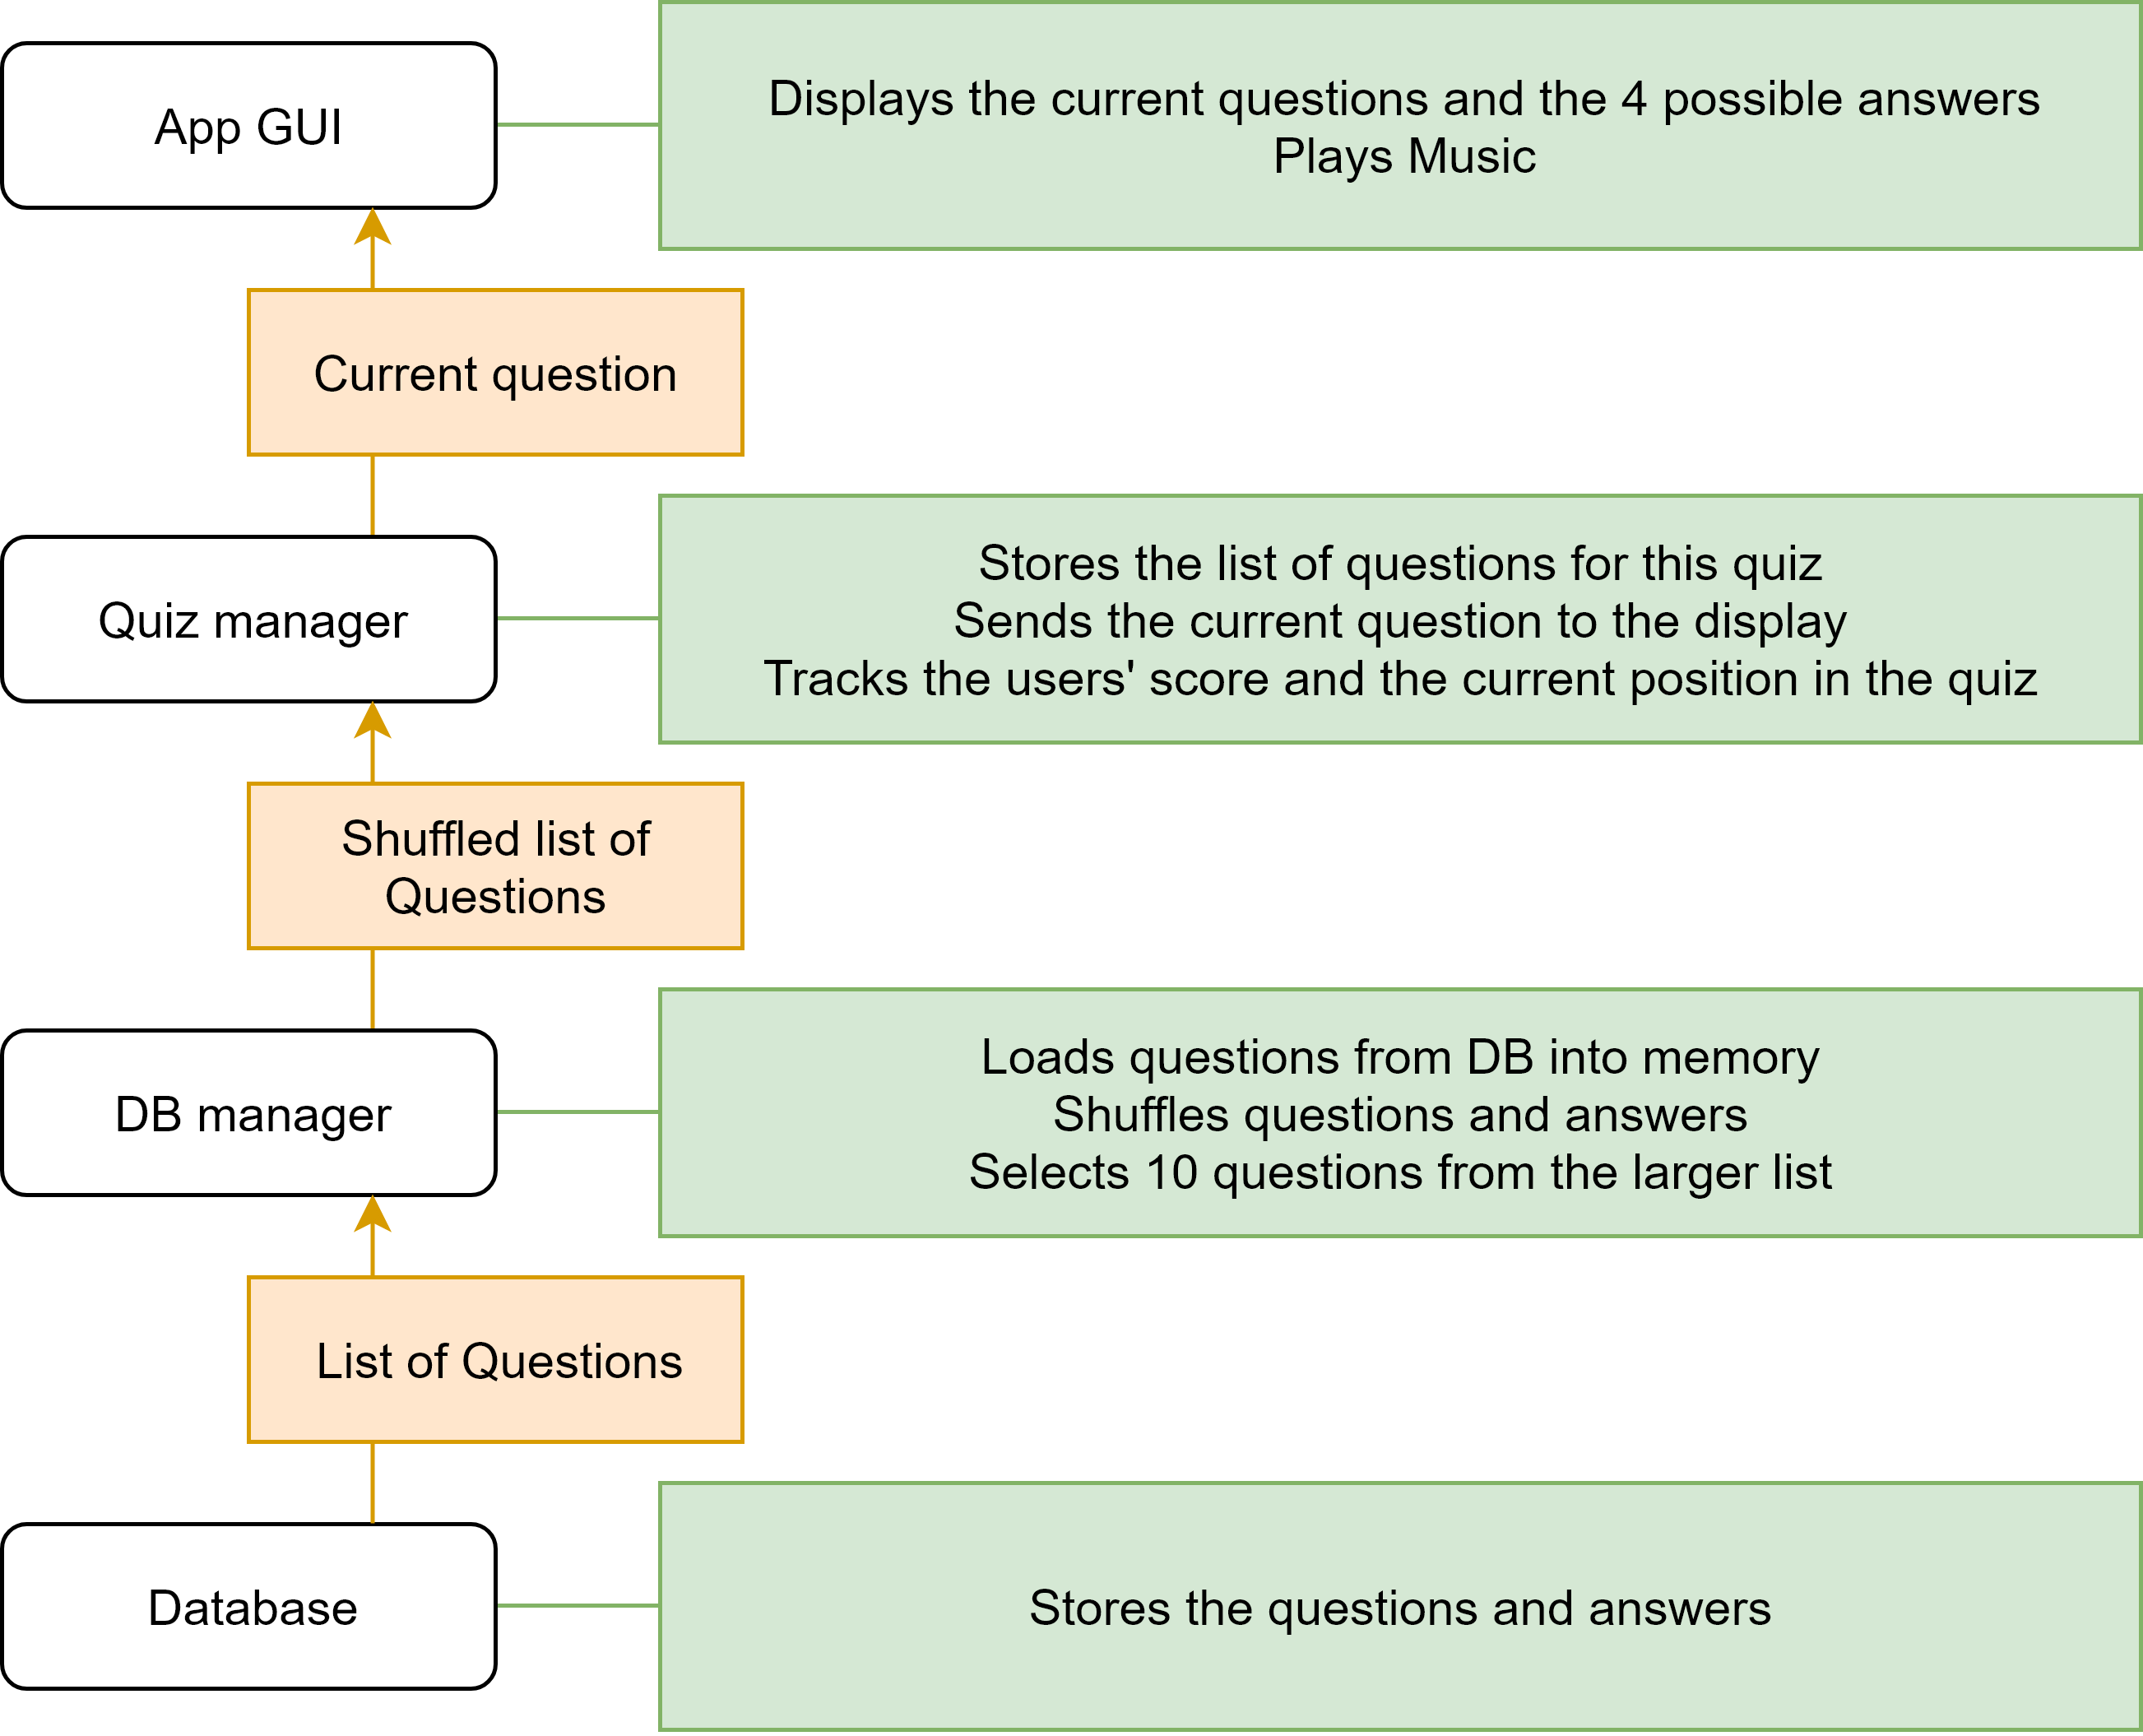 App GUI
Displays the current questions and the 4 possible answers
Plays Music
Current question
Quiz manager
Stores the list of questions for this quiz
Sends the current question to the display
Tracks the users' score and the current position in the quiz
Shuffled list of
Questions
DB manager
Loads questions from DB into memory
Shuffles questions and answers
Selects 10 questions from the larger list
List of Questions
Database
Stores the questions and answers